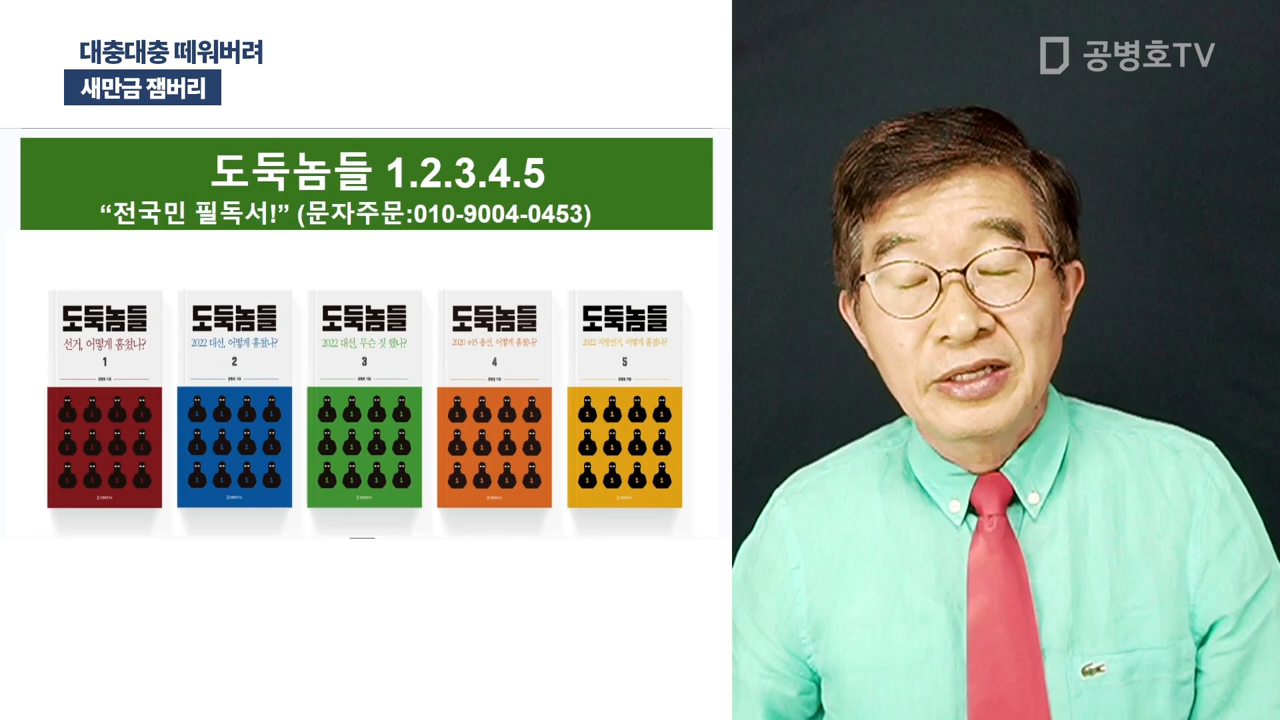 대충대충 떼워버려
새만금 잼버리
공병호TV
도둑놈들 1.2.3.4.5
“전국민 필독서!” (문자주문:010-9004-0453)
도둑놈들
선거, 어떻게 훔쳤나?
1
도둑놈들
2022 대선, 어떻게 훔쳤나?
2
도둑놈들
2022 대선, 무슨 짓 했나?
3
도둑놈들
2020 4·15 총선, 어떻게 훔쳤나?
4
도둑놈들
2022 지방선거, 어떻게 훔쳤나?
5